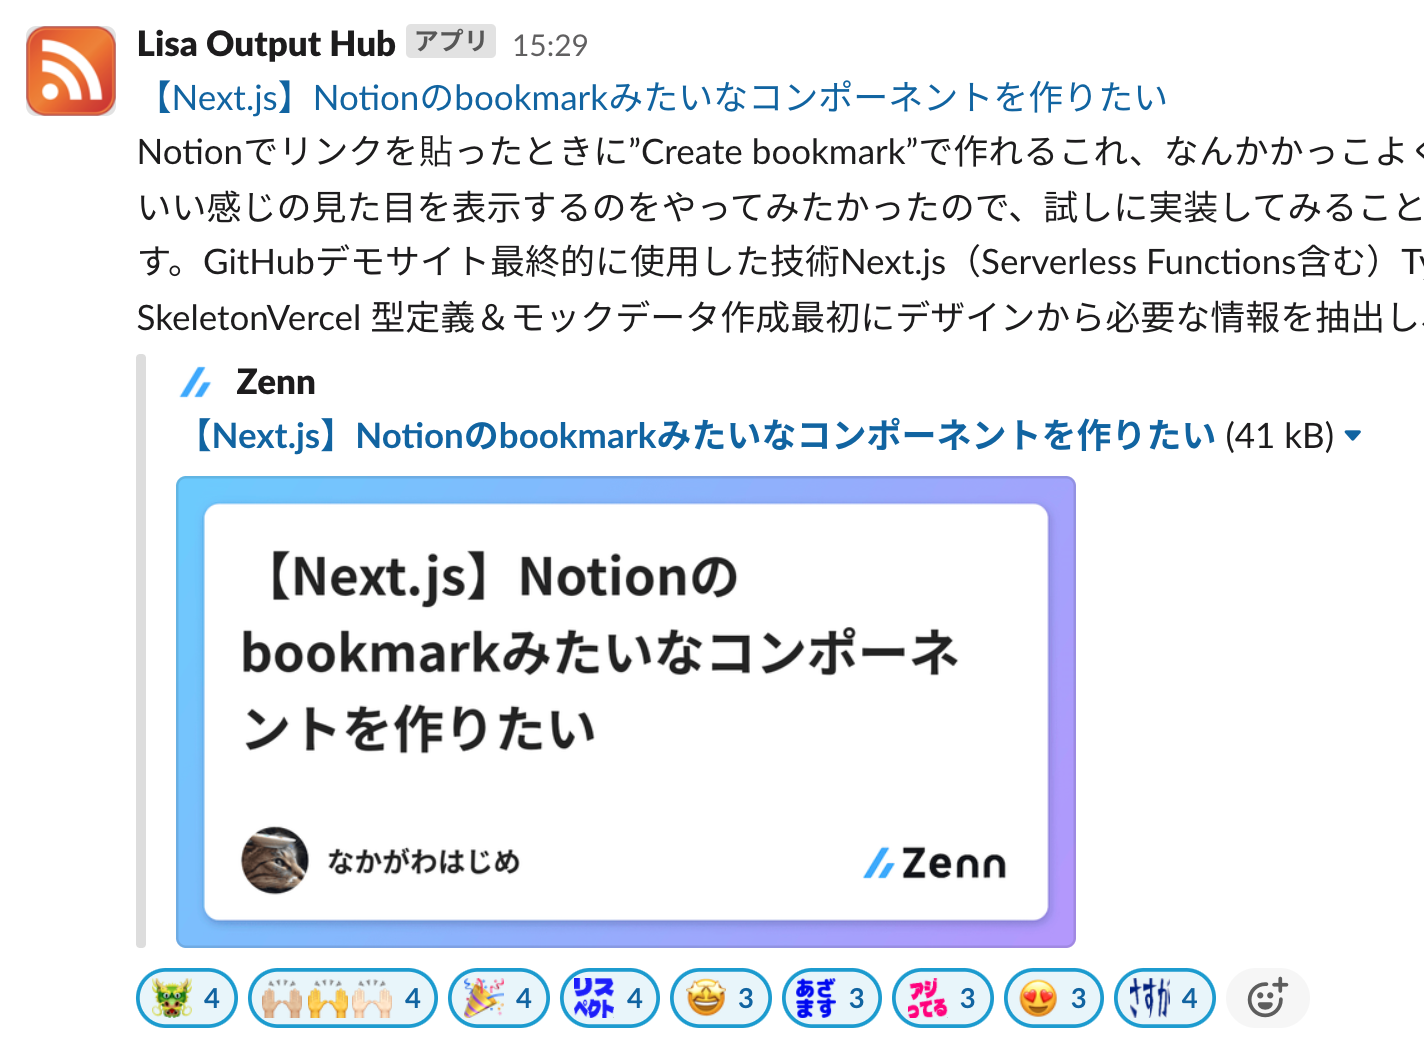 Lisa Output Hub アプリ 15:29
【Next.js】Notionのbookmarkみたいなコンポーネントを作りたい
Notionでリンクを貼ったときに”Create bookmark”で作れるこれ、なんかかっこよく
いい感じの見た目を表示するのをやってみたかったので、試しに実装してみること
す。GitHubデモサイト最終的に使用した技術Next.js（Serverless Functions含む）Ty
SkeletonVercel 型定義＆モックデータ作成最初にデザインから必要な情報を抽出し
Zenn
【Next.js】Notionのbookmarkみたいなコンポーネントを作りたい (41 kB)
【Next.js】Notionの
bookmarkみたいなコンポーネ
ントを作りたい
なかがわはじめ Zenn
4 4 4 リスペクト 4 3 あざます 3 フジってる 3 3 さすが 4